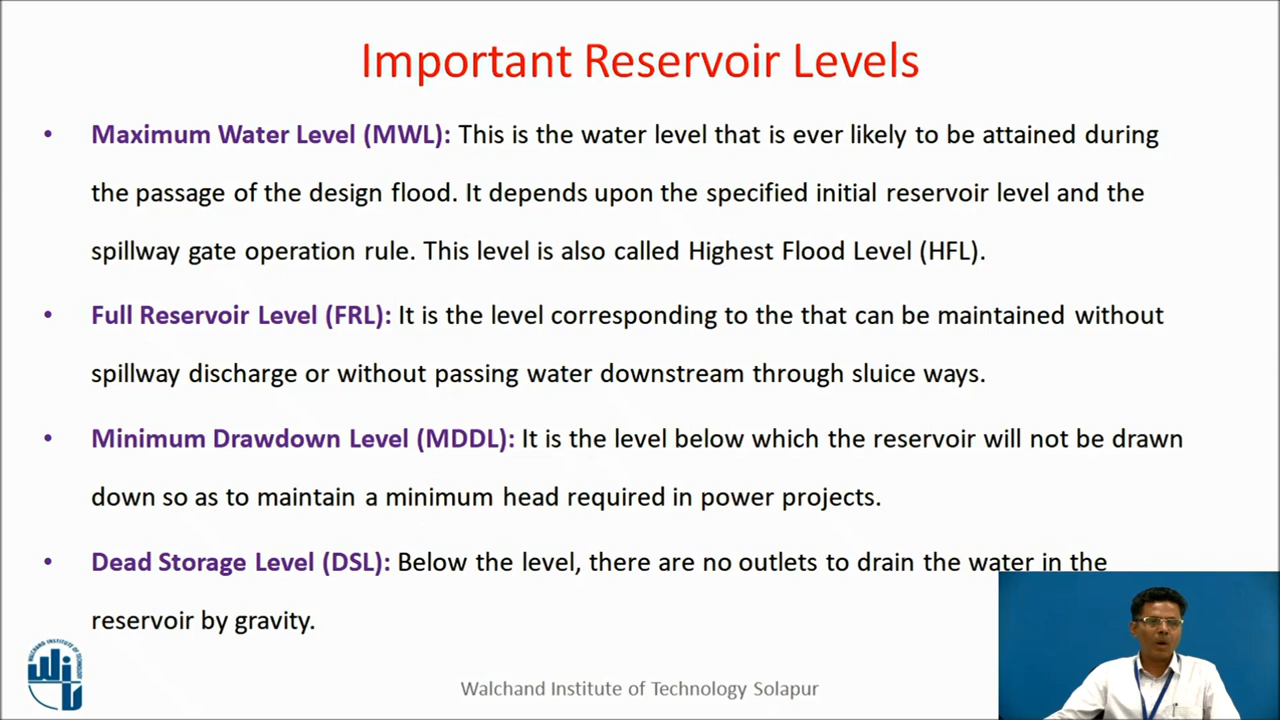 Important Reservoir Levels
• Maximum Water Level (MWL): This is the water level that is ever likely to be attained during
the passage of the design flood. It depends upon the specified initial reservoir level and the
spillway gate operation rule. This level is also called Highest Flood Level (HFL).
• Full Reservoir Level (FRL): It is the level corresponding to the that can be maintained without
spillway discharge or without passing water downstream through sluice ways.
• Minimum Drawdown Level (MDDL): It is the level below which the reservoir will not be drawn
down so as to maintain a minimum head required in power projects.
• Dead Storage Level (DSL): Below the level, there are no outlets to drain the water in the
reservoir by gravity.
WALCHAND INSTITUTE OF TECHNOLOGY
WIT
Walchand Institute of Technology Solapur